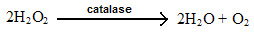 2H₂O₂ catalase → 2H₂O + O₂